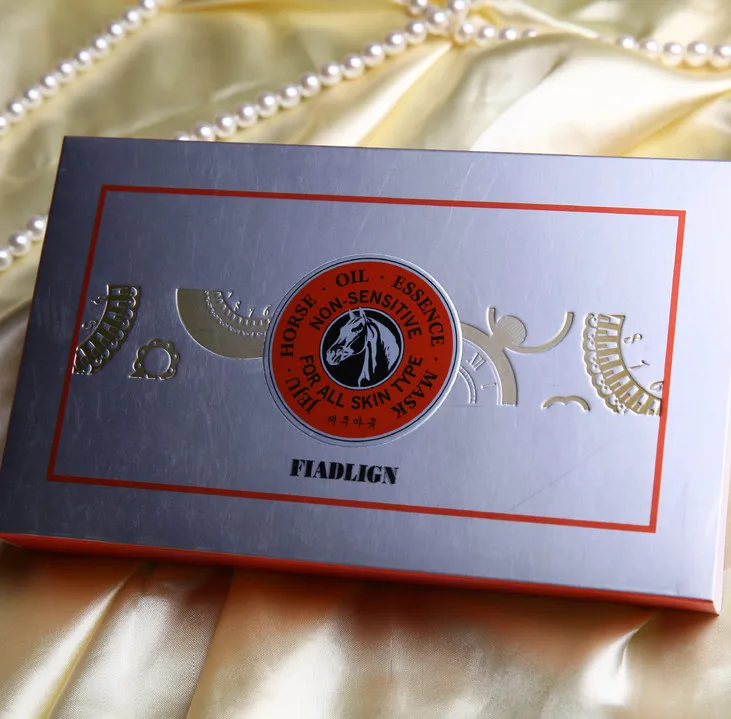 JEJU · HORSE · OIL · ESSENCE · MASK
NON-SENSITIVE
FOR ALL SKIN TYPE
FIADLIGN